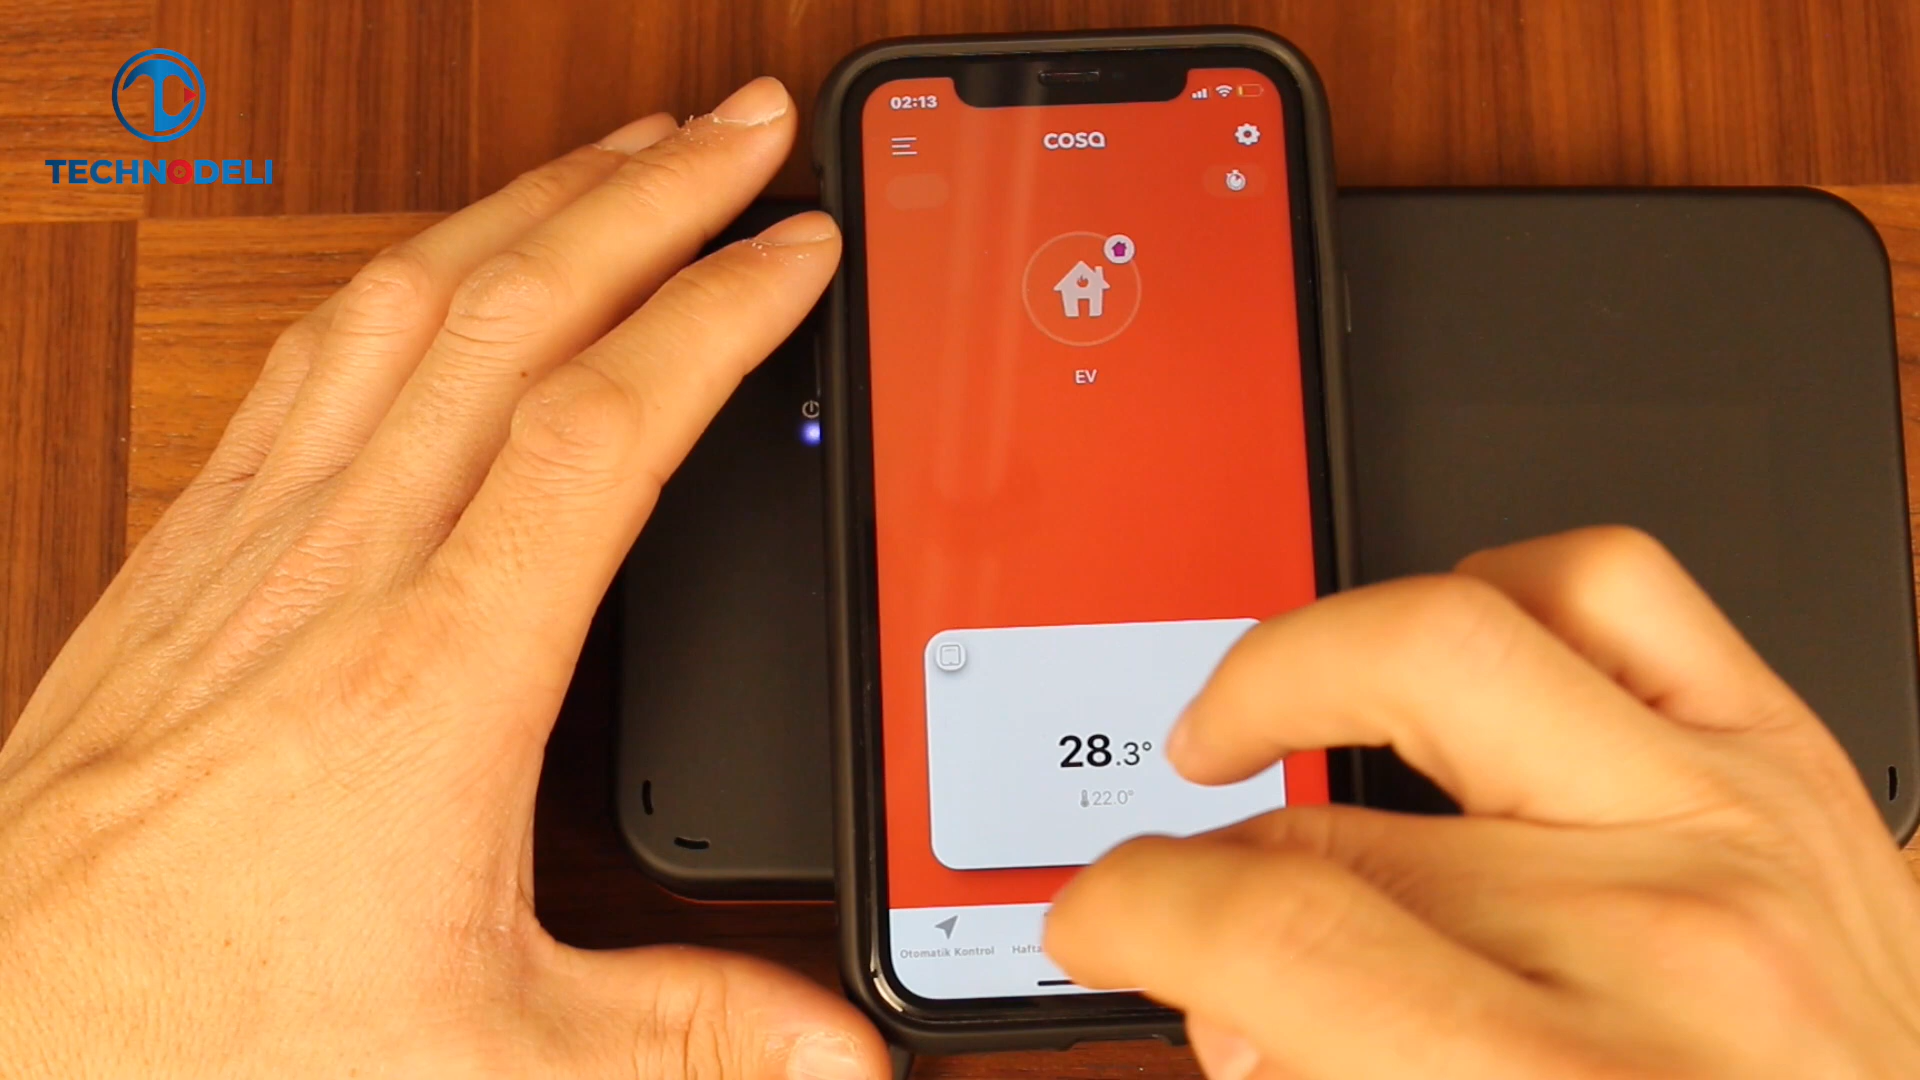 TECHNODELI
02:13
cosa
EV
28.3°
22.0°
Otomatik Kontrol